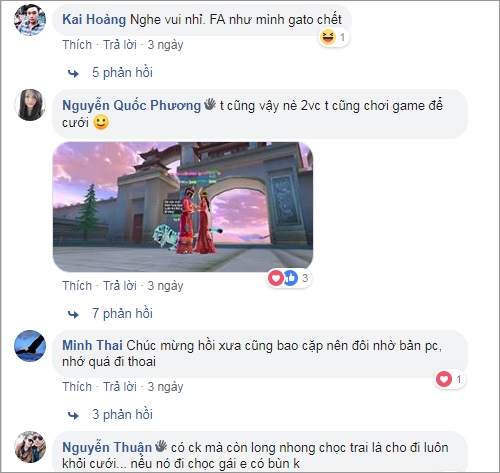 Kai Hoàng Nghe vui nhỉ. FA như mình gato chết
1
Thích · Trả lời · 3 ngày
5 phản hồi
Nguyễn Quốc Phương t cũng vậy nè 2vc t cũng chơi game để
cưới
Thích · Trả lời · 3 ngày
3
7 phản hồi
Minh Thai Chúc mừng hồi xưa cũng bao cặp nên đôi nhờ bản pc,
nhớ quá đi thoai
1
Thích · Trả lời · 3 ngày
3 phản hồi
Nguyễn Thuận có ck mà còn long nhong chọc trai là cho đi luôn
khỏi cưới... nếu nó đi chọc gái e có bùn k